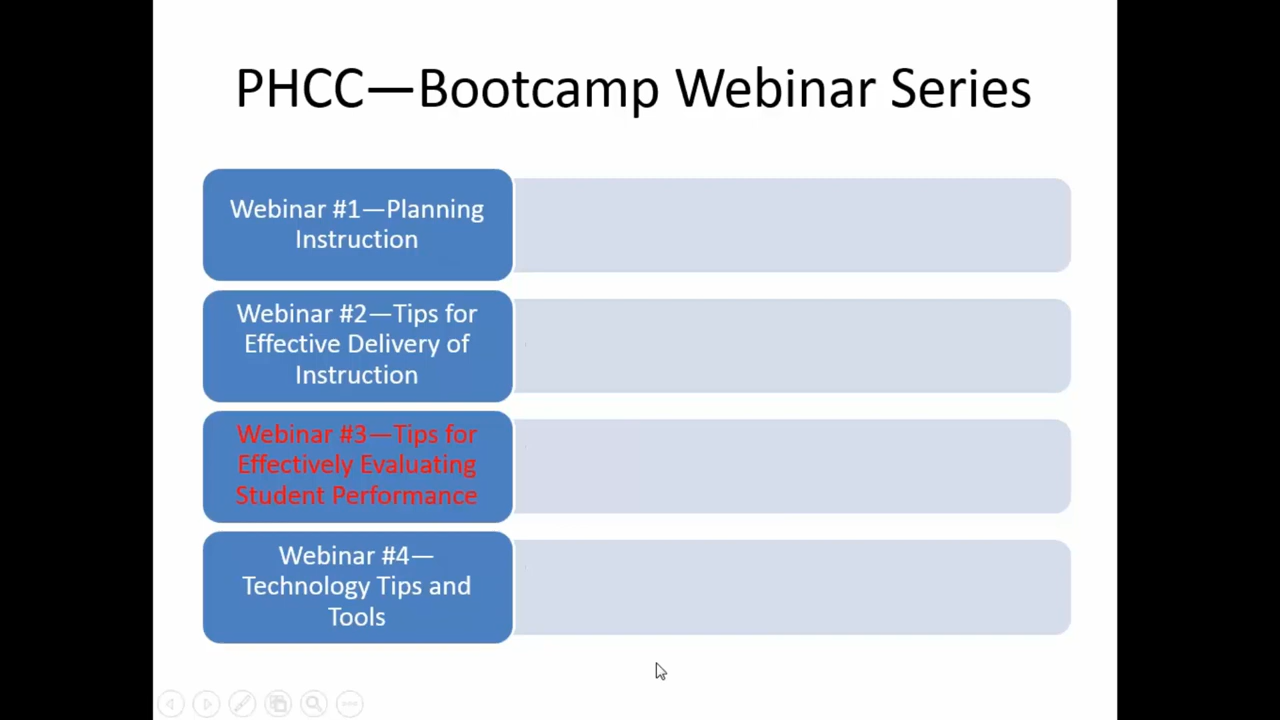 PHCC—Bootcamp Webinar Series
Webinar #1—Planning
Instruction
Webinar #2—Tips for
Effective Delivery of
Instruction
Webinar #3—Tips for
Effectively Evaluating
Student Performance
Webinar #4—
Technology Tips and
Tools